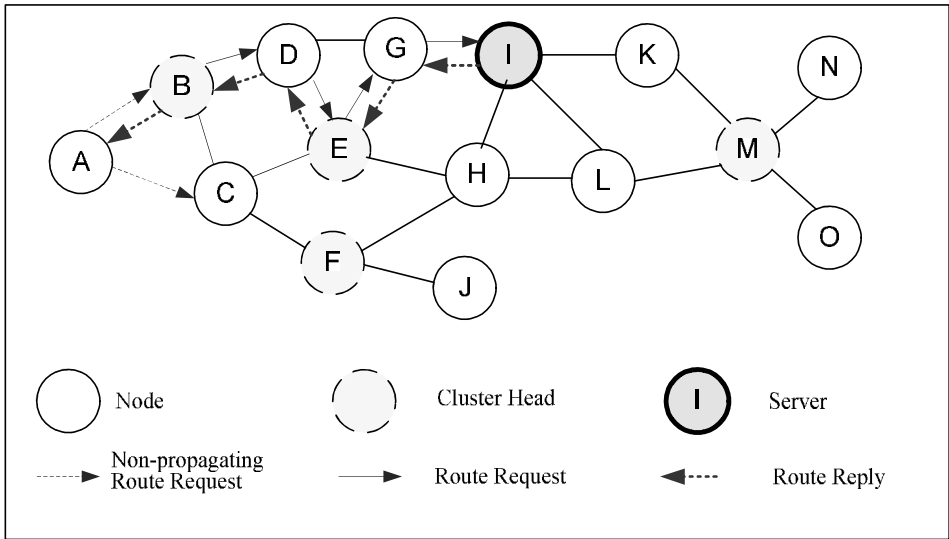 G
D
I
K
N
B
E
M
A
H
C
L
O
F
J
Node
Cluster Head
I
Server
Non-propagating
Route Request
Route Request
Route Reply